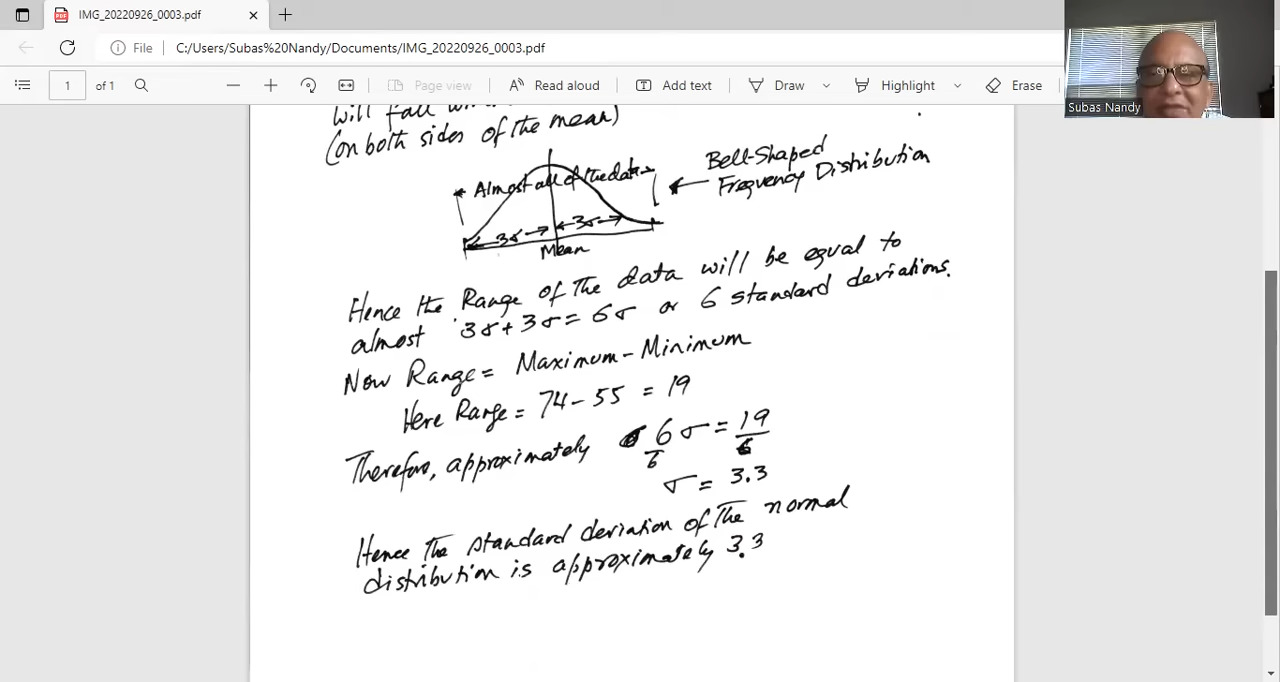 IMG_20220926_0003.pdf
File
C:/Users/Subas%20Nandy/Documents/IMG_20220926_0003.pdf
1
of 1
Page view
Read aloud
Add text
Draw
Highlight
Erase
Subas Nandy
will fall
(on both sides of the mean)
Almost all of the data
Bell-Shaped
Frequency Distribution
3σ
3σ
Mean
Hence the Range of the data will be equal to
almost 3σ + 3σ = 6σ or 6 standard deviations.
Now Range = Maximum - Minimum
Here Range = 74 - 55 = 19
Therefore, approximately 6σ/6 = 19/6
σ = 3.3
Hence the standard deviation of the normal
distribution is approximately 3.3